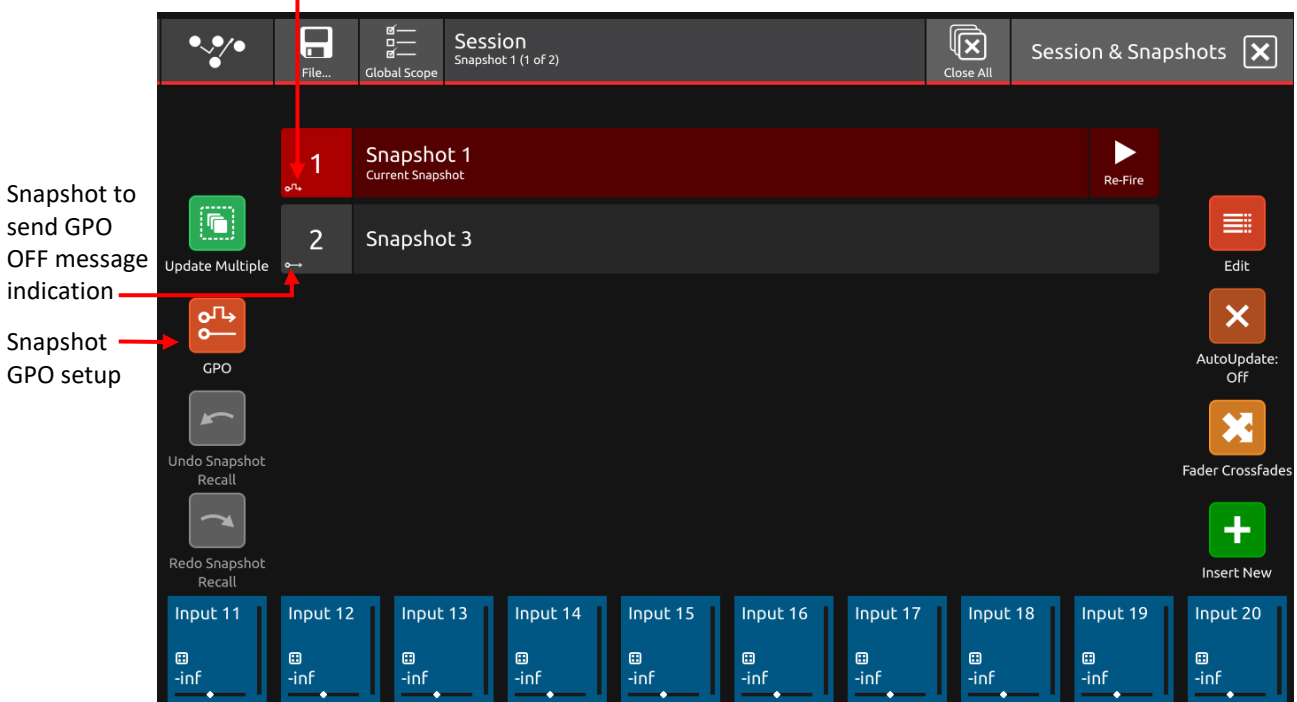 Session
Snapshot 1 (1 of 2)
File...
Global Scope
Close All
Session & Snapshots
1
Snapshot 1
Current Snapshot
Re-Fire
2
Snapshot 3
Snapshot to
send GPO
OFF message
indication
Snapshot
GPO setup
Update Multiple
GPO
Undo Snapshot
Recall
Redo Snapshot
Recall
Edit
AutoUpdate:
Off
Fader Crossfades
Insert New
Input 11
Input 12
Input 13
Input 14
Input 15
Input 16
Input 17
Input 18
Input 19
Input 20
-inf
-inf
-inf
-inf
-inf
-inf
-inf
-inf
-inf
-inf